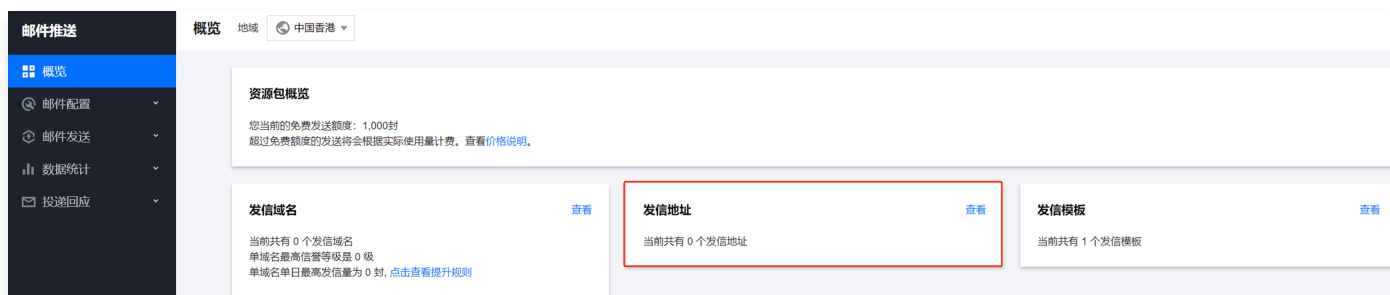 邮件推送
概览 地域 中国香港
概览
邮件配置
邮件发送
数据统计
投递回应
资源包概览
您当前的免费发送额度：1,000封
超过免费额度的发送将会根据实际使用量计费。查看价格说明。
发信域名 查看
当前共有 0 个发信域名
单域名最高信誉等级是 0 级
单域名单日最高发信量为 0 封, 点击查看提升规则
发信地址 查看
当前共有 0 个发信地址
发信模板 查看
当前共有 1 个发信模板